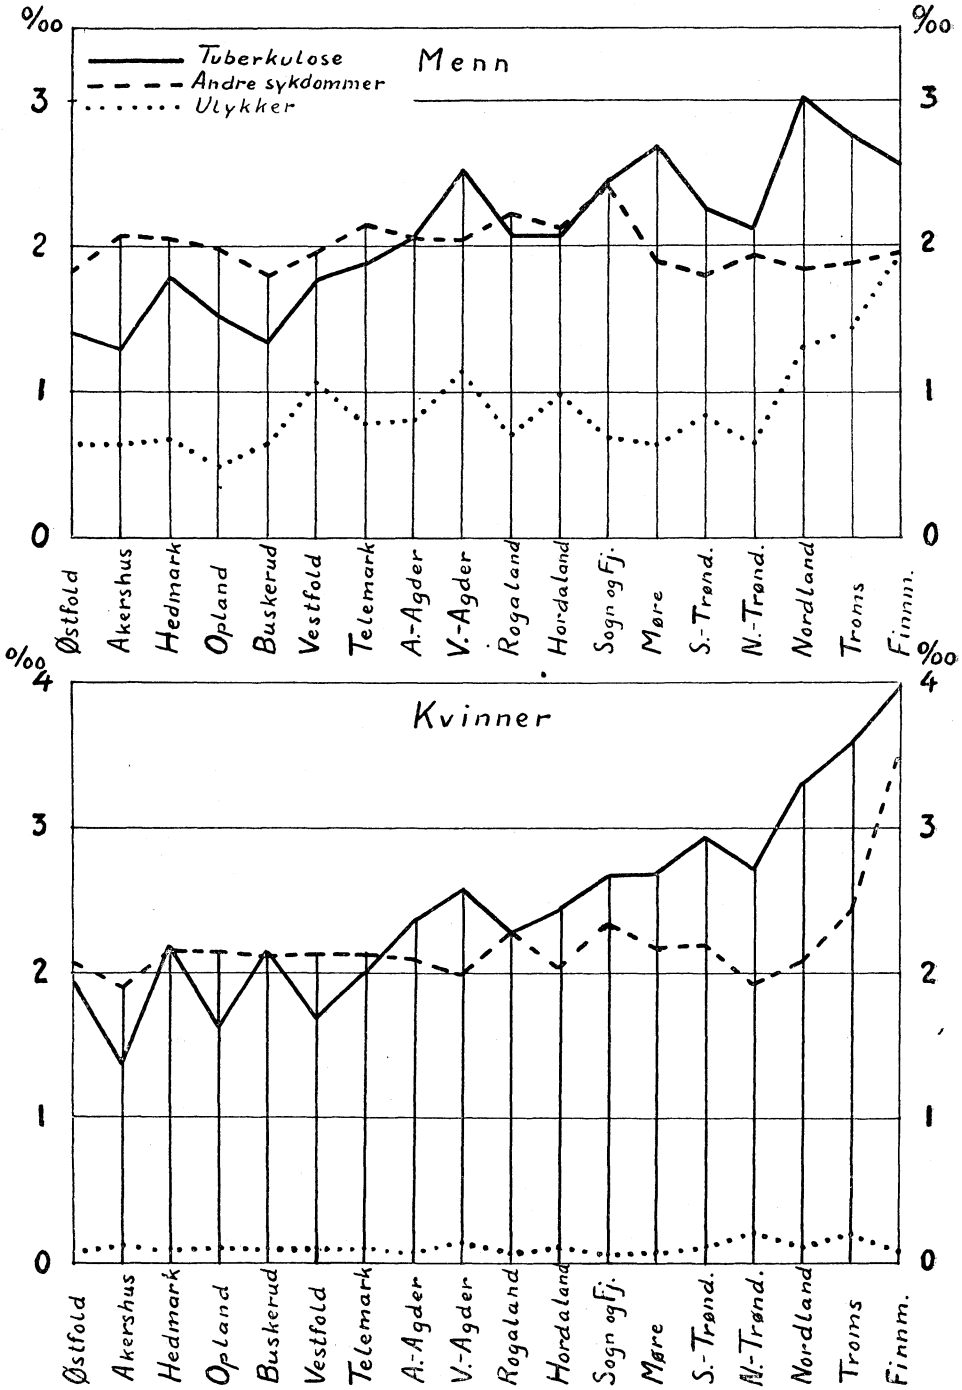 ‰ ‰
Tuberkulose
Menn
Andre sykdommer
Ulykker
3 3
2 2
1 1
0 0
Østfold Akershus Hedmark Opland Buskerud Vestfold Telemark A.-Agder V.-Agder Rogaland Hordaland Sogn og Fj. Møre S.-Trønd. N.-Trønd. Nordland Troms Finnm.
‰ ‰
4 4
Kvinner
3 3
2 2
1 1
0 0
Østfold Akershus Hedmark Opland Buskerud Vestfold Telemark A.-Agder V.-Agder Rogaland Hordaland Sogn og Fj. Møre S.-Trønd. N.-Trønd. Nordland Troms Finnm.